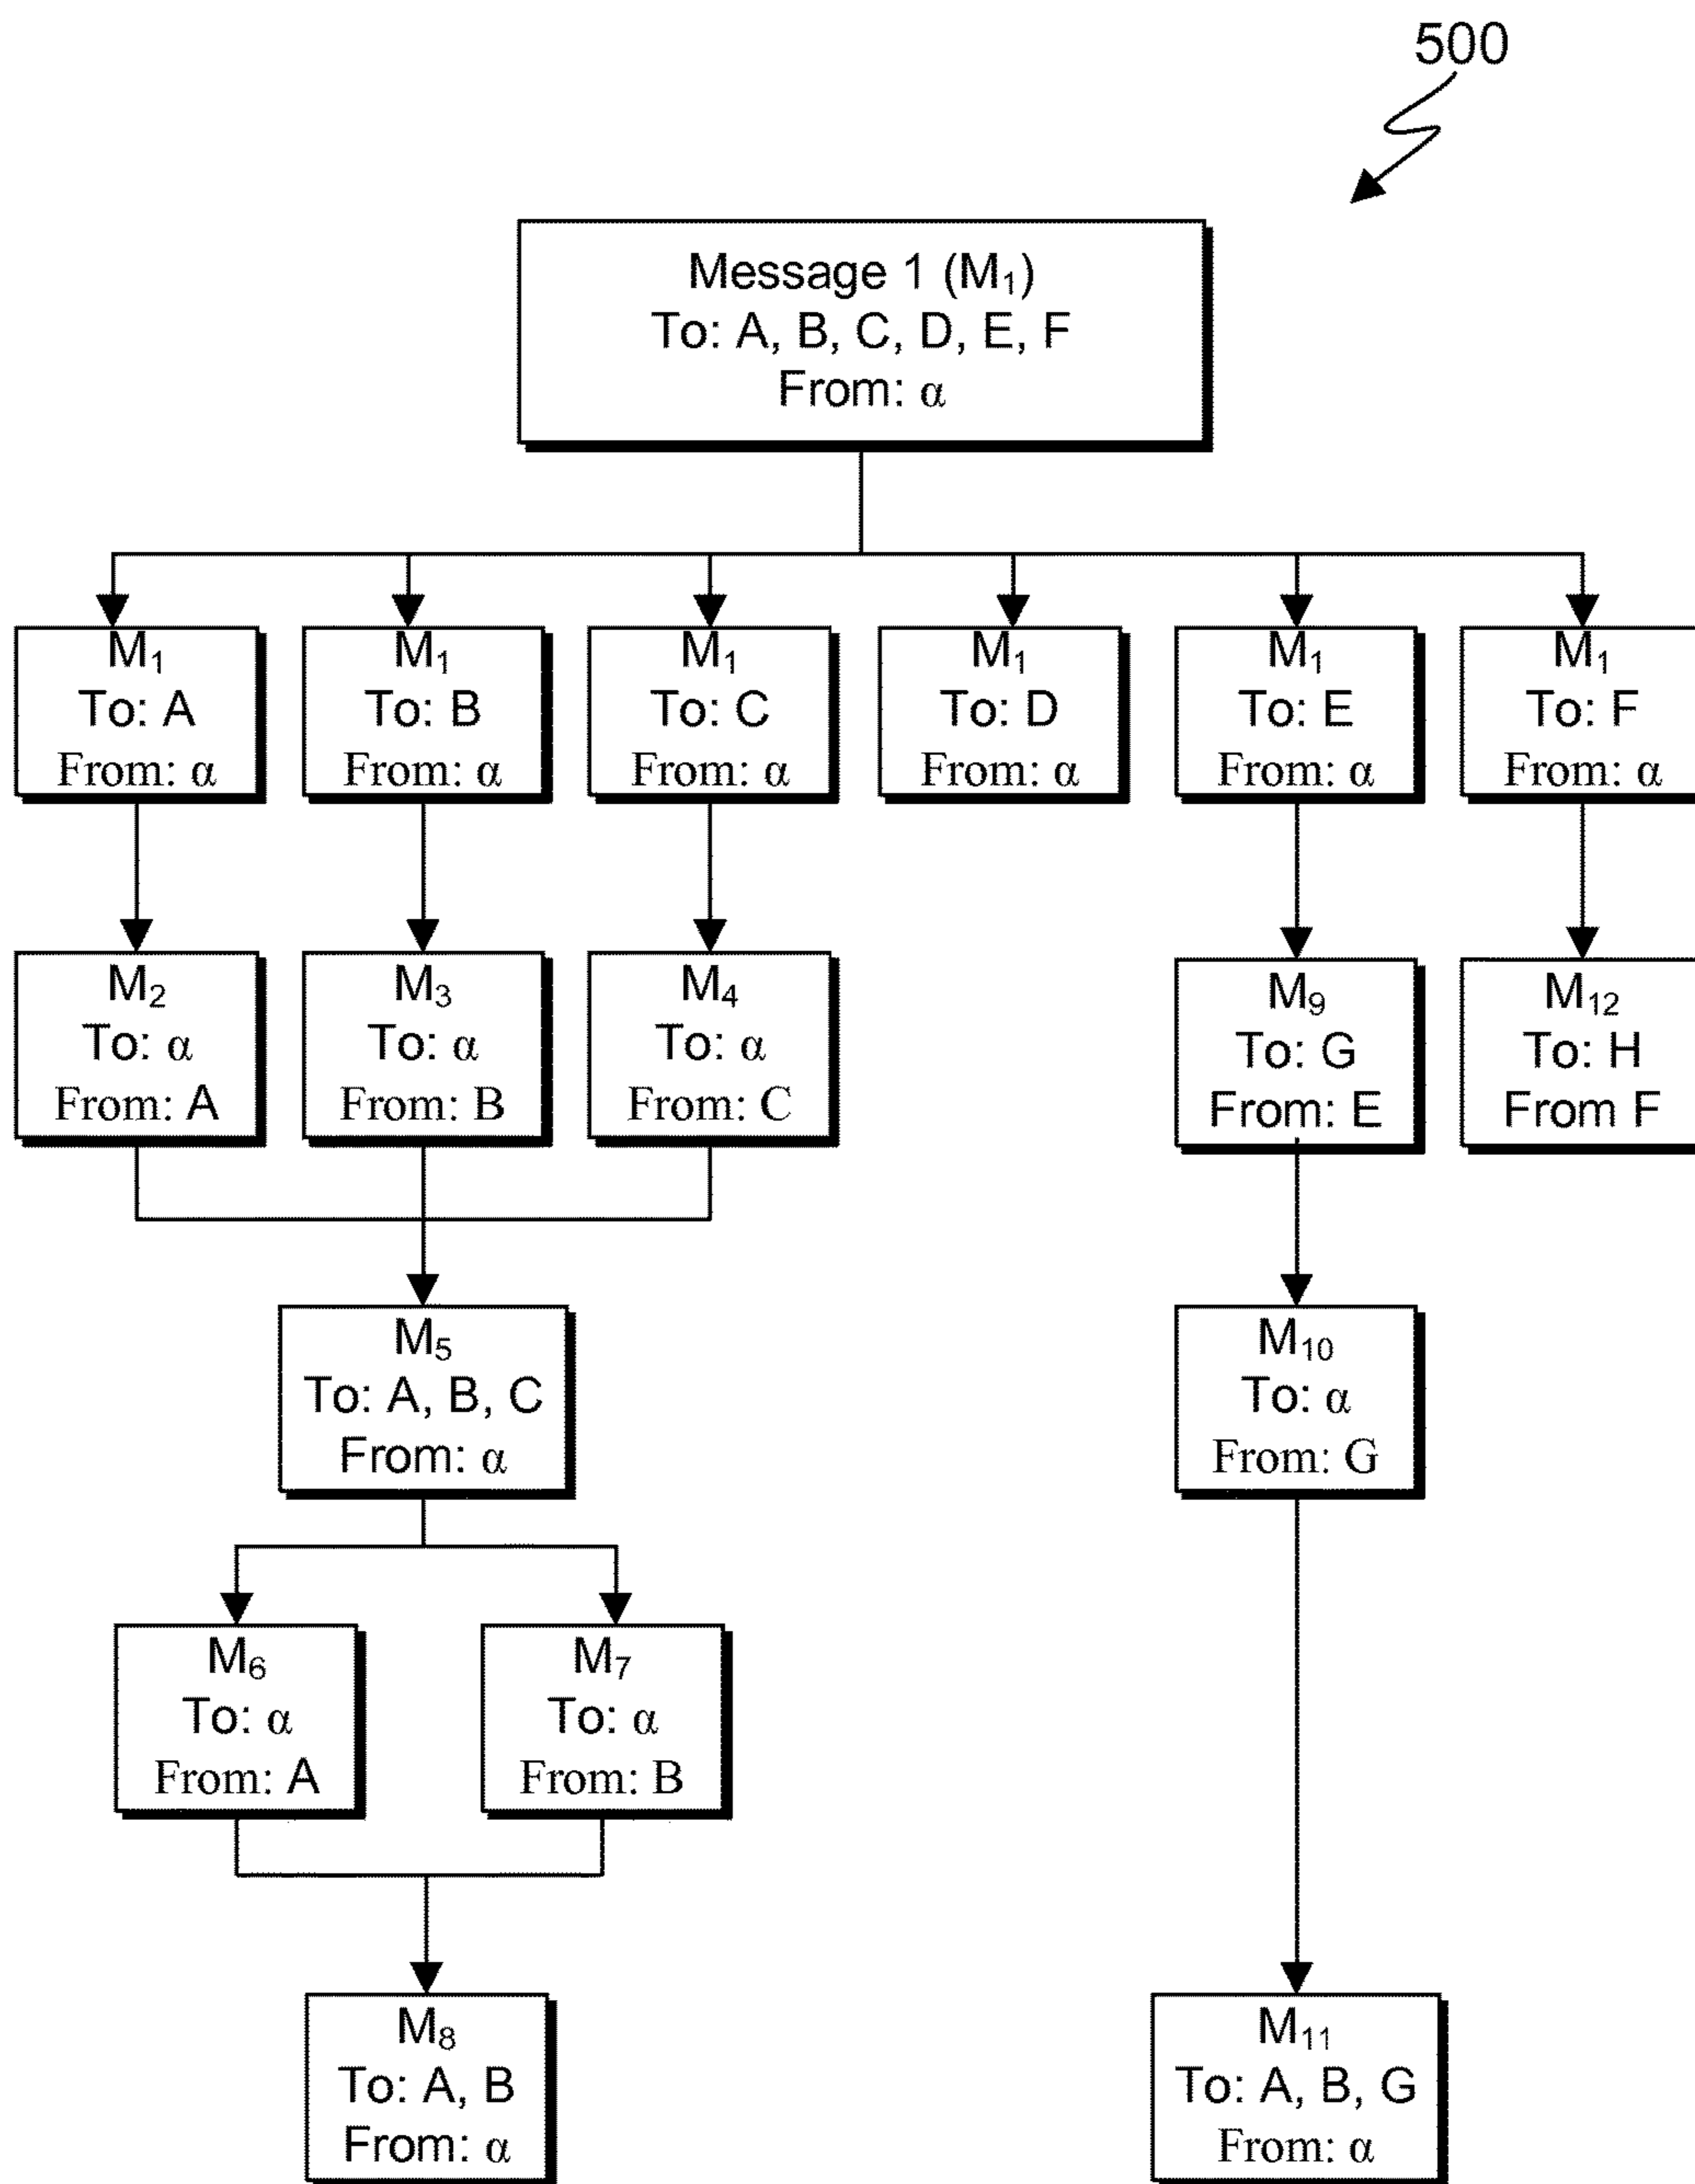 500
Message 1 (M₁)
To: A, B, C, D, E, F
From: α
M₁
To: A
From: α
M₁
To: B
From: α
M₁
To: C
From: α
M₁
To: D
From: α
M₁
To: E
From: α
M₁
To: F
From: α
M₂
To: α
From: A
M₃
To: α
From: B
M₄
To: α
From: C
M₉
To: G
From: E
M₁₂
To: H
From F
M₅
To: A, B, C
From: α
M₁₀
To: α
From: G
M₆
To: α
From: A
M₇
To: α
From: B
M₈
To: A, B
From: α
M₁₁
To: A, B, G
From: α